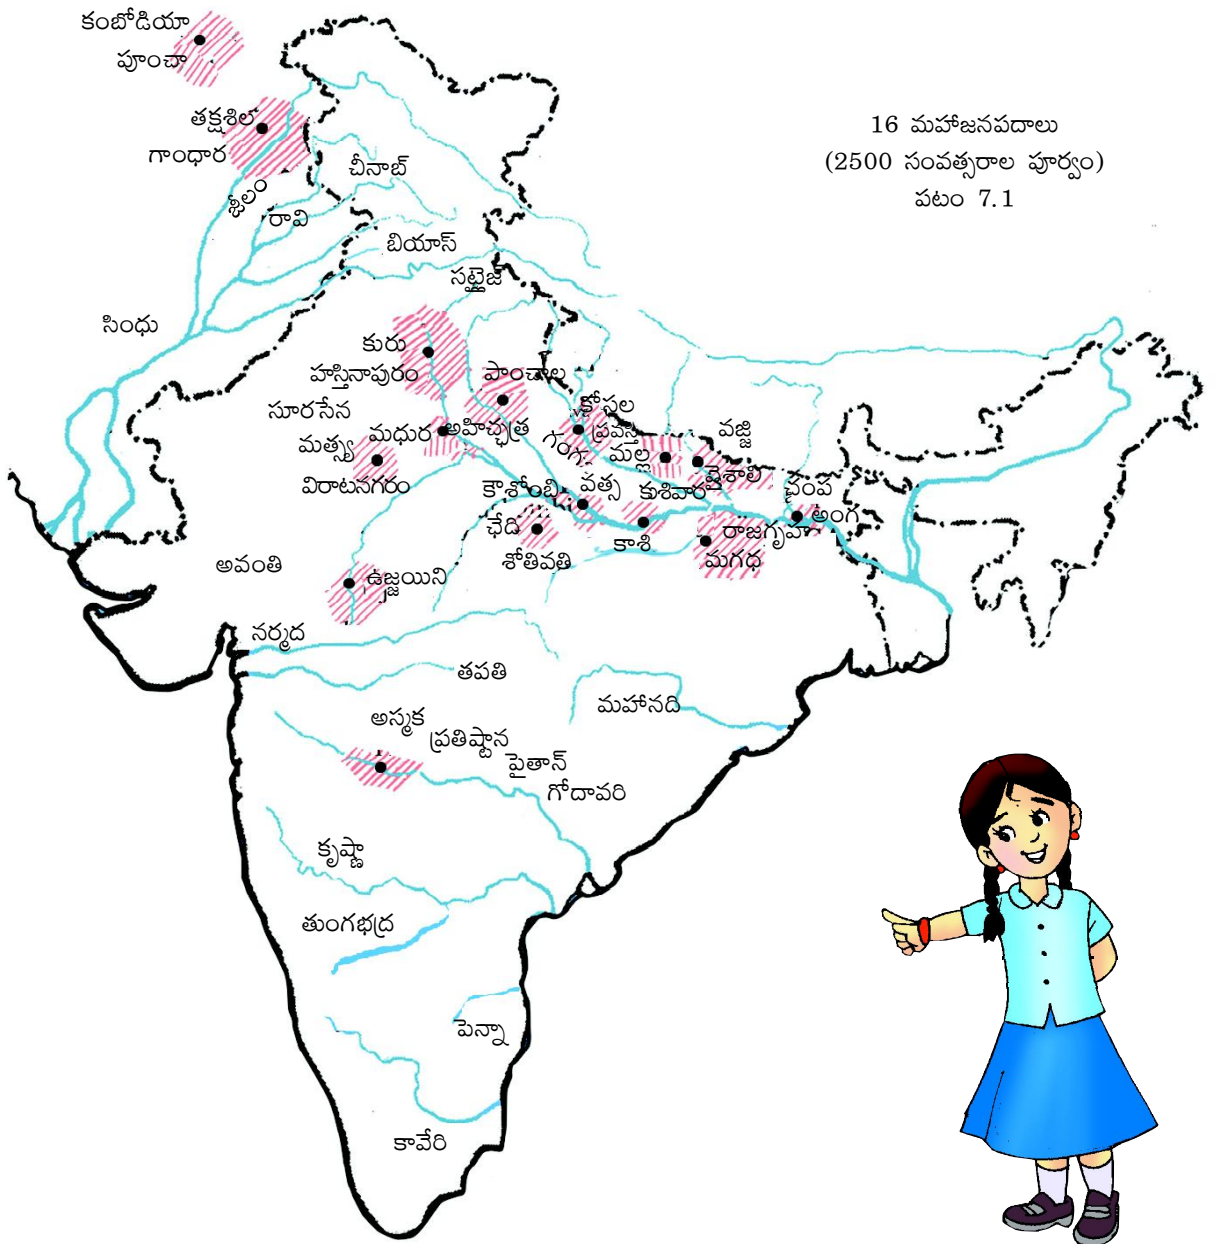 కంబోడియా
పూంచా
16 మహాజనపదాలు
(2500 సంవత్సరాల పూర్వం)
పటం 7.1
తక్షశిల
గాంధార
చీనాబ్
జీలం
రావి
బియాస్
సట్లెజ్
సింధు
కురు
హస్తినాపురం
పాంచాల
సూరసేన
కోసల
మధుర
అహిచ్ఛత్ర
వజ్జి
మత్స్య
గంగా
మల్ల
వైశాలి
విరాటనగరం
కౌశాంబి
వత్స
కుశివార
చంప
అంగ
ఛేది
కాశి
రాజగృహ
అవంతి
ఉజ్జయిని
శోతివతి
మగధ
నర్మద
తపతి
మహానది
అస్మక
ప్రతిష్టాన
పైతాన్
గోదావరి
కృష్ణా
తుంగభద్ర
పెన్నా
కావేరి